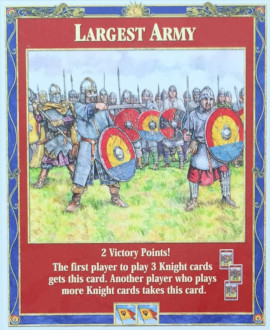 LARGEST ARMY
2 Victory Points!
The first player to play 3 Knight cards
gets this card. Another player who plays
more Knight cards takes this card.